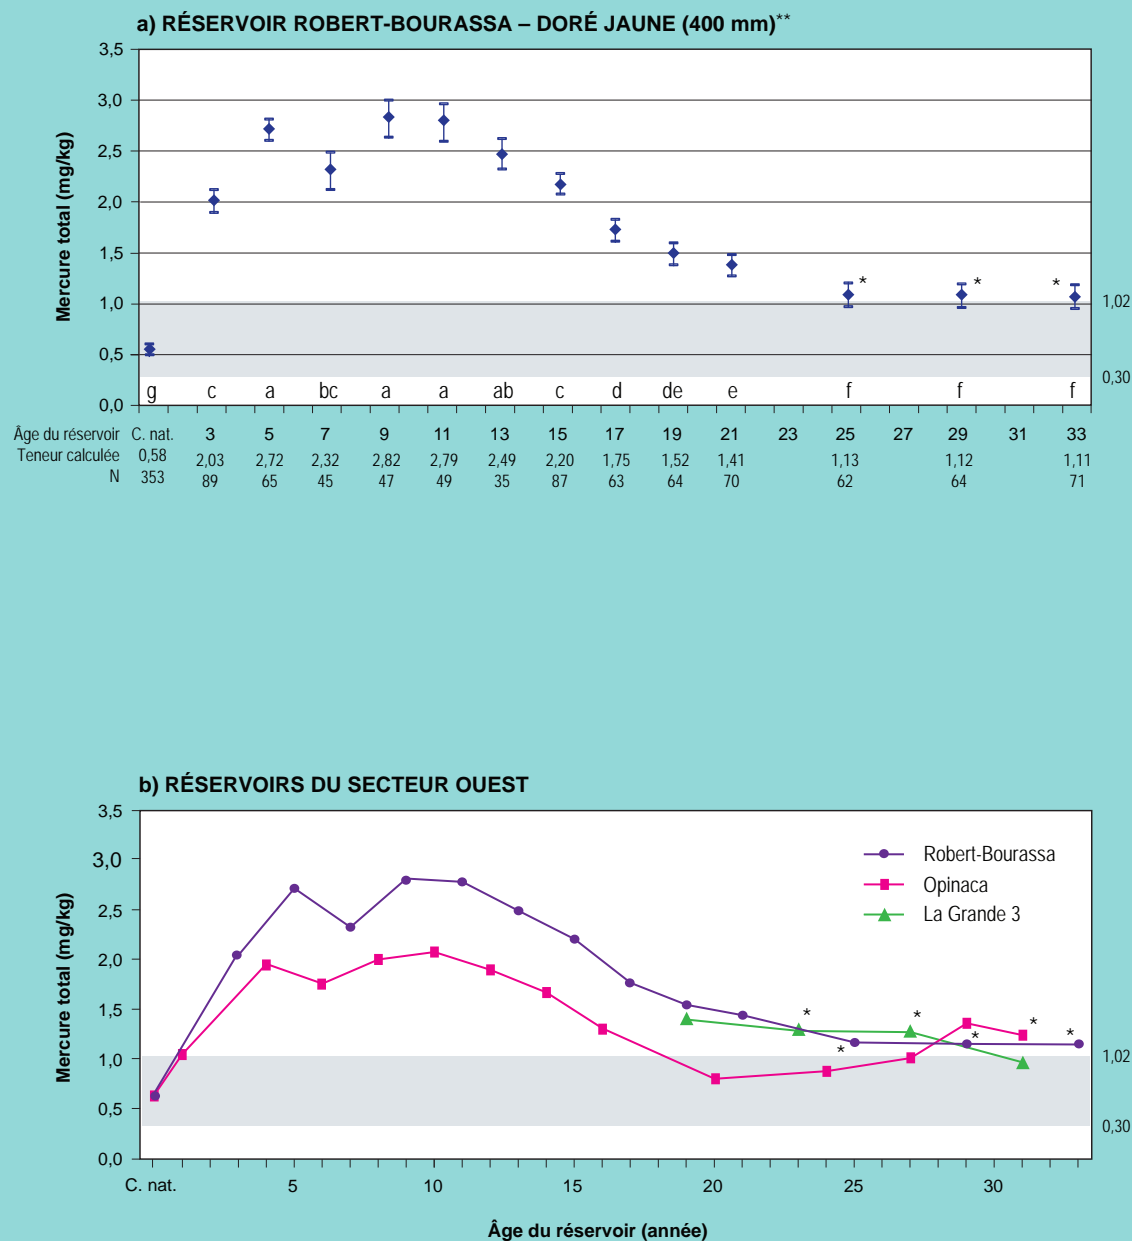 a) RÉSERVOIR ROBERT-BOURASSA – DORÉ JAUNE (400 mm)**
Mercure total (mg/kg)
3,5
3,0
2,5
2,0
1,5
1,0
0,5
0,0
* * *
1,02
0,30
g c a bc a a ab c d de e f f f
Âge du réservoir C. nat. 3 5 7 9 11 13 15 17 19 21 23 25 27 29 31 33
Teneur calculée 0,58 2,03 2,72 2,32 2,82 2,79 2,49 2,20 1,75 1,52 1,41 1,13 1,12 1,11
N 353 89 65 45 47 49 35 87 63 64 70 62 64 71
b) RÉSERVOIRS DU SECTEUR OUEST
Mercure total (mg/kg)
3,5
3,0
2,5
2,0
1,5
1,0
0,5
0,0
Robert-Bourassa
Opinaca
La Grande 3
* * * * * *
1,02
0,30
C. nat. 5 10 15 20 25 30
Âge du réservoir (année)